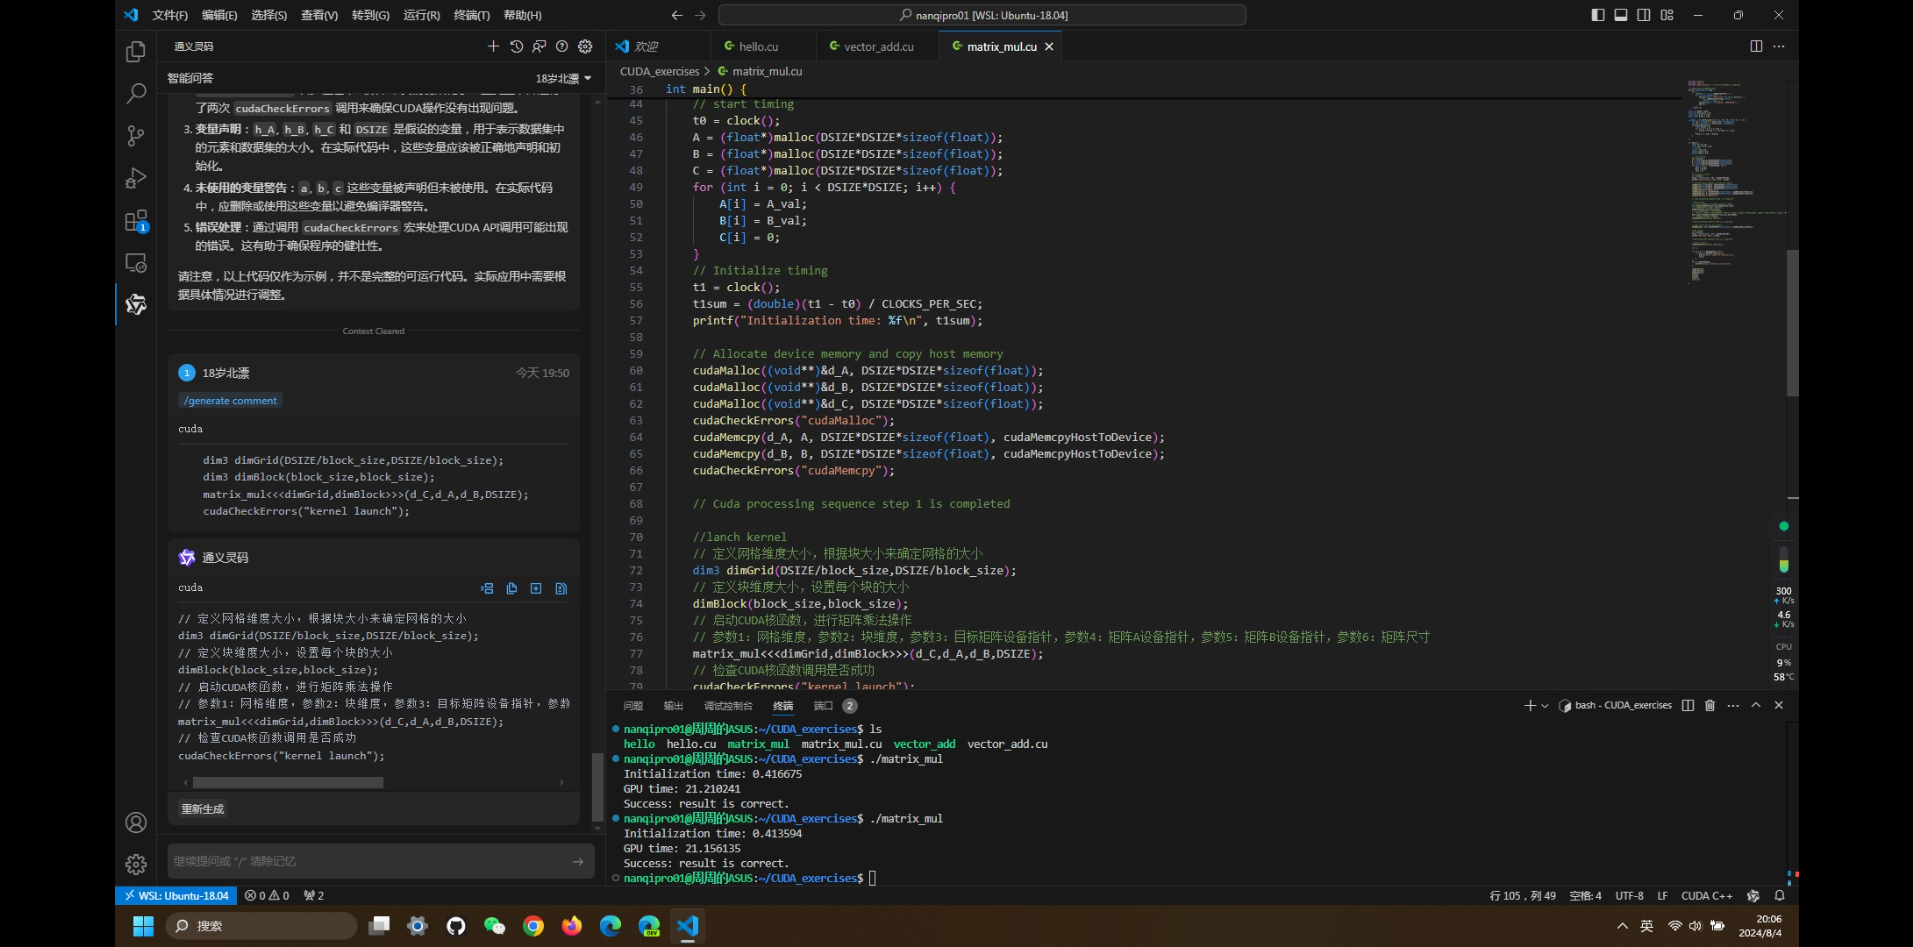 文件(F) 编辑(E) 选择(S) 查看(V) 转到(G) 运行(R) 终端(T) 帮助(H)
nanqipro01 [WSL: Ubuntu-18.04]
通义灵码
智能问答
18岁北漂
了两次 cudaCheckErrors 调用来确保CUDA操作没有出现问题。
3. 变量声明：h_A, h_B, h_C 和 DSIZE 是假设的变量，用于表示数据集中
的元素和数据集的大小。在实际代码中，这些变量应该被正确地声明和初
始化。
4. 未使用的变量警告：a, b, c 这些变量被声明但未被使用。在实际代码
中，应删除或使用这些变量以避免编译器警告。
5. 错误处理：通过调用 cudaCheckErrors 宏来处理CUDA API调用可能出现
的错误。这有助于确保程序的健壮性。
请注意，以上代码仅作为示例，并不是完整的可运行代码。实际应用中需要根
据具体情况进行调整。
Context Cleared
1 18岁北漂
今天 19:50
/generate comment
cuda
dim3 dimGrid(DSIZE/block_size,DSIZE/block_size);
dim3 dimBlock(block_size,block_size);
matrix_mul<<<dimGrid,dimBlock>>>(d_C,d_A,d_B,DSIZE);
cudaCheckErrors("kernel launch");
通义灵码
cuda
// 定义网格维度大小，根据块大小来确定网格的大小
dim3 dimGrid(DSIZE/block_size,DSIZE/block_size);
// 定义块维度大小，设置每个块的大小
dimBlock(block_size,block_size);
// 启动CUDA核函数，进行矩阵乘法操作
// 参数1：网格维度，参数2：块维度，参数3：目标矩阵设备指针，参数
matrix_mul<<<dimGrid,dimBlock>>>(d_C,d_A,d_B,DSIZE);
// 检查CUDA核函数调用是否成功
cudaCheckErrors("kernel launch");
重新生成
继续提问或 "/" 清除记忆
欢迎
hello.cu
vector_add.cu
matrix_mul.cu
CUDA_exercises > matrix_mul.cu
36 int main() {
44 // start timing
45 t0 = clock();
46 A = (float*)malloc(DSIZE*DSIZE*sizeof(float));
47 B = (float*)malloc(DSIZE*DSIZE*sizeof(float));
48 C = (float*)malloc(DSIZE*DSIZE*sizeof(float));
49 for (int i = 0; i < DSIZE*DSIZE; i++) {
50 A[i] = A_val;
51 B[i] = B_val;
52 C[i] = 0;
53 }
54 // Initialize timing
55 t1 = clock();
56 t1sum = (double)(t1 - t0) / CLOCKS_PER_SEC;
57 printf("Initialization time: %f\n", t1sum);
58
59 // Allocate device memory and copy host memory
60 cudaMalloc((void**)&d_A, DSIZE*DSIZE*sizeof(float));
61 cudaMalloc((void**)&d_B, DSIZE*DSIZE*sizeof(float));
62 cudaMalloc((void**)&d_C, DSIZE*DSIZE*sizeof(float));
63 cudaCheckErrors("cudaMalloc");
64 cudaMemcpy(d_A, A, DSIZE*DSIZE*sizeof(float), cudaMemcpyHostToDevice);
65 cudaMemcpy(d_B, B, DSIZE*DSIZE*sizeof(float), cudaMemcpyHostToDevice);
66 cudaCheckErrors("cudaMemcpy");
67
68 // Cuda processing sequence step 1 is completed
69
70 //lanch kernel
71 // 定义网格维度大小，根据块大小来确定网格的大小
72 dim3 dimGrid(DSIZE/block_size,DSIZE/block_size);
73 // 定义块维度大小，设置每个块的大小
74 dimBlock(block_size,block_size);
75 // 启动CUDA核函数，进行矩阵乘法操作
76 // 参数1：网格维度，参数2：块维度，参数3：目标矩阵设备指针，参数4：矩阵A设备指针，参数5：矩阵B设备指针，参数6：矩阵尺寸
77 matrix_mul<<<dimGrid,dimBlock>>>(d_C,d_A,d_B,DSIZE);
78 // 检查CUDA核函数调用是否成功
79 cudaCheckErrors("kernel launch");
300
K/s
4.6
K/s
CPU
9%
58°C
问题 输出 调试控制台 终端 端口 2
bash - CUDA_exercises
nanqipro01@周周的ASUS:~/CUDA_exercises$ ls
hello hello.cu matrix_mul matrix_mul.cu vector_add vector_add.cu
nanqipro01@周周的ASUS:~/CUDA_exercises$ ./matrix_mul
Initialization time: 0.416675
GPU time: 21.210241
Success: result is correct.
nanqipro01@周周的ASUS:~/CUDA_exercises$ ./matrix_mul
Initialization time: 0.413594
GPU time: 21.156135
Success: result is correct.
nanqipro01@周周的ASUS:~/CUDA_exercises$
WSL: Ubuntu-18.04 0 0 2
行 105，列 49 空格: 4 UTF-8 LF CUDA C++
搜索
DEV
英
20:06
2024/8/4